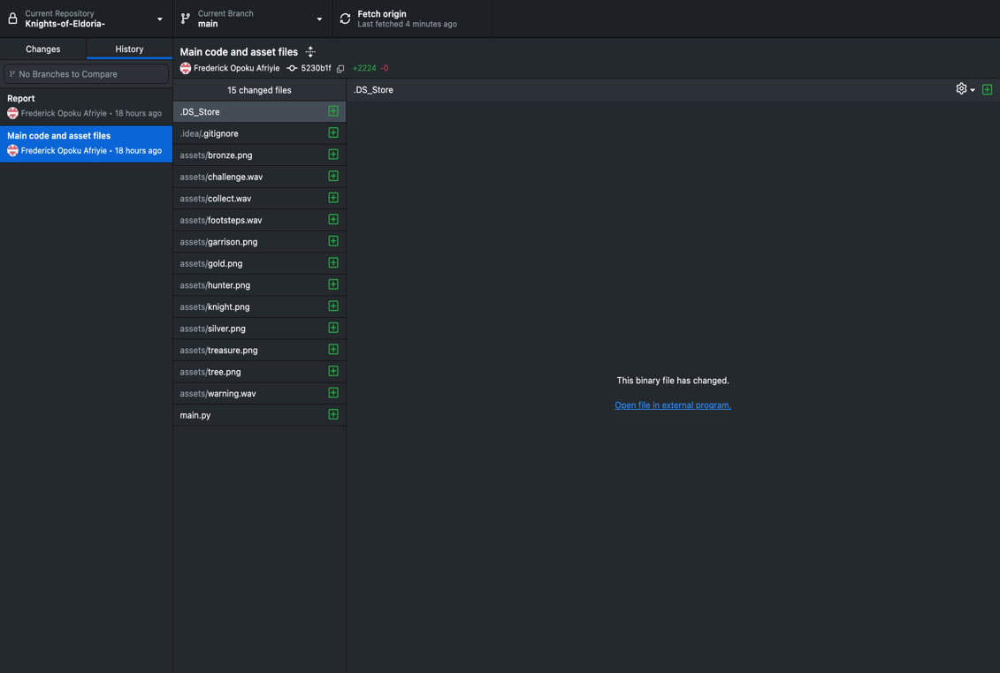 Current Repository
Knights-of-Eldoria-
Current Branch
main
Fetch origin
Last fetched 4 minutes ago
Changes
History
No Branches to Compare
Report
Frederick Opoku Afriyie • 18 hours ago
Main code and asset files
Frederick Opoku Afriyie • 18 hours ago
Main code and asset files
Frederick Opoku Afriyie 5230b1f +2224 -0
15 changed files
.DS_Store
.idea/.gitignore
assets/bronze.png
assets/challenge.wav
assets/collect.wav
assets/footsteps.wav
assets/garrison.png
assets/gold.png
assets/hunter.png
assets/knight.png
assets/silver.png
assets/treasure.png
assets/tree.png
assets/warning.wav
main.py
.DS_Store
This binary file has changed.
Open file in external program.